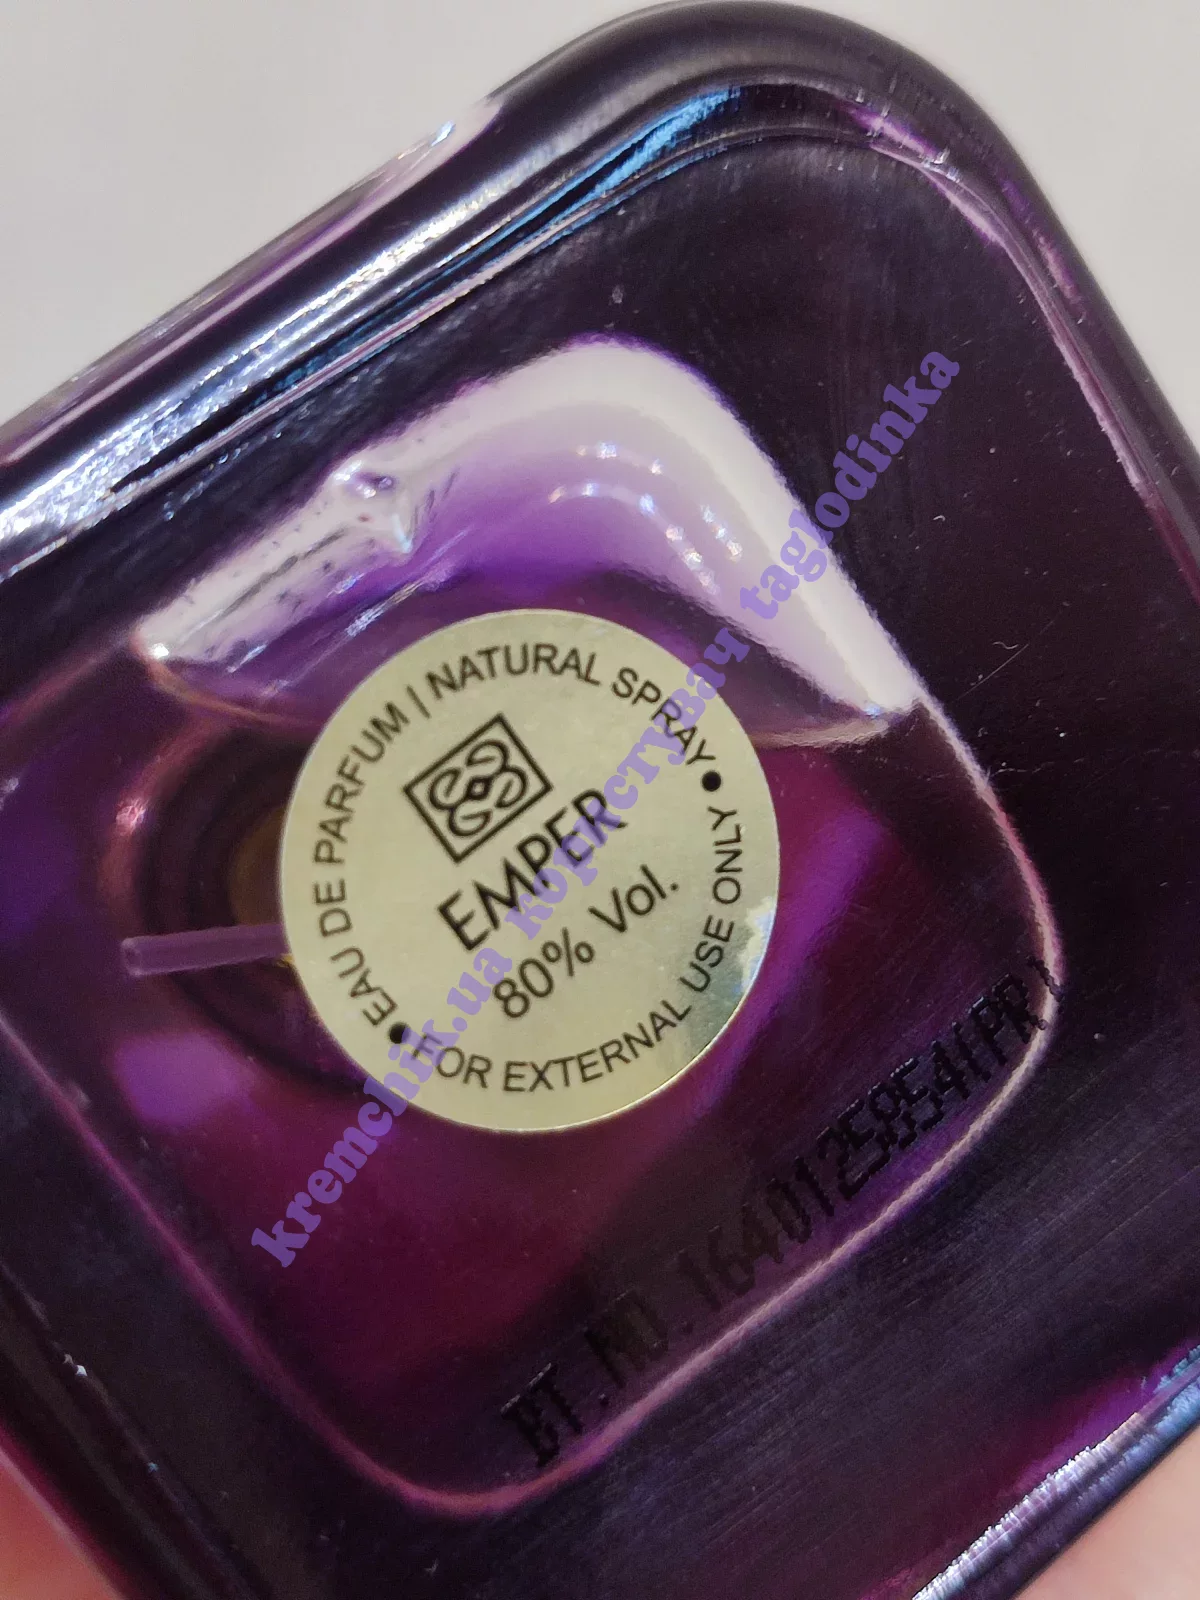 EAU DE PARFUM | NATURAL SPRAY
EMPER
80% Vol.
FOR EXTERNAL USE ONLY
kremchik.ua користувач taglodinka